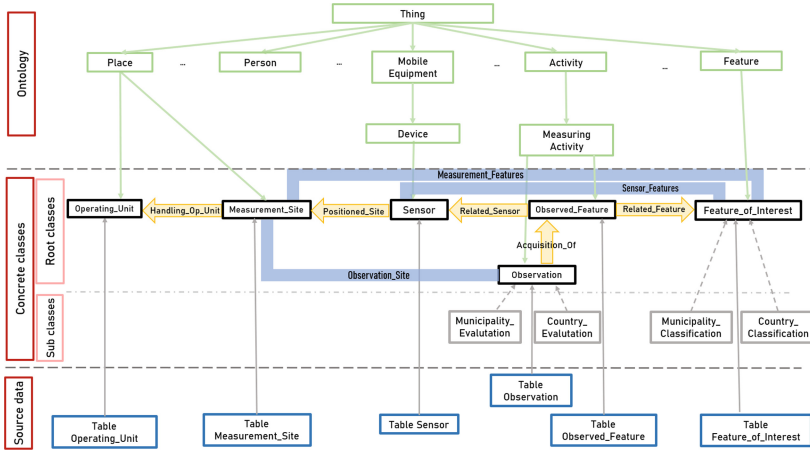 Thing
Ontology
Place
...
Person
...
Mobile
Equipment
...
Activity
...
Feature
Device
Measuring
Activity
Measurement_Features
Sensor_Features
Concrete classes
Root classes
Operating_Unit
Handling_Op_Unit
Measurement_Site
Positioned_Site
Sensor
Related_Sensor
Observed_Feature
Related_Feature
Feature_of_Interest
Acquisition_Of
Observation_Site
Observation
Sub classes
Municipality_
Evalutation
Country_
Evalutation
Municipality_
Classification
Country_
Classification
Source data
Table
Observation
Table
Operating_Unit
Table
Measurement_Site
Table Sensor
Table
Observed_Feature
Table
Feature_of_Interest